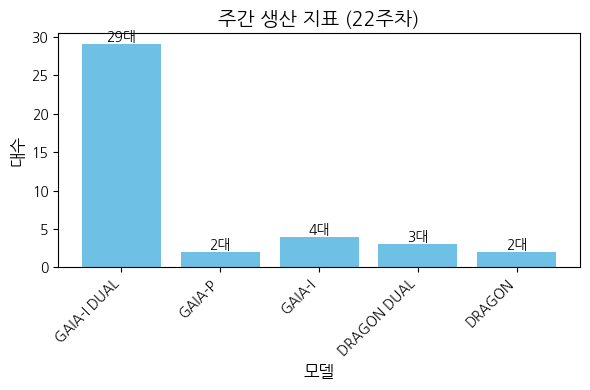 주간 생산 지표 (22주차)
대수
30
25
20
15
10
5
0
29대
2대
4대
3대
2대
GAIA-I DUAL
GAIA-P
GAIA-I
DRAGON DUAL
DRAGON
모델